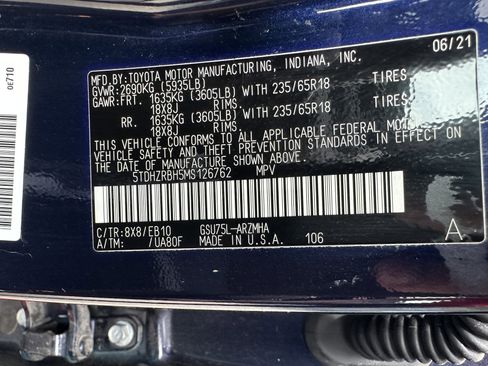 0E710
06/21
MFD.BY:TOYOTA MOTOR MANUFACTURING, INDIANA, INC.
GVWR:2690KG (5935LB)
GAWR:FRT. 1635KG (3605LB) WITH 235/65R18 TIRES.
18X8J RIMS.
RR. 1635KG (3605LB) WITH 235/65R18 TIRES.
18X8J RIMS.
THIS VEHICLE CONFORMS TO ALL APPLICABLE FEDERAL MOTOR
VEHICLE SAFETY AND THEFT PREVENTION STANDARDS IN EFFECT ON
THE DATE OF MANUFACTURE SHOWN ABOVE.
5TDHZRBH5MS126762 MPV
C/TR:8X8/EB10 GSU75L-ARZMHA
A/TM: /UA80F MADE IN U.S.A. 106
A